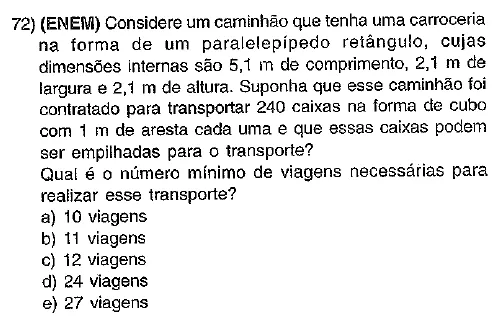 72) (ENEM) Considere um caminhão que tenha uma carroceria
na forma de um paralelepípedo retângulo, cujas
dimensões internas são 5,1 m de comprimento, 2,1 m de
largura e 2,1 m de altura. Suponha que esse caminhão foi
contratado para transportar 240 caixas na forma de cubo
com 1 m de aresta cada uma e que essas caixas podem
ser empilhadas para o transporte?
Qual é o número mínimo de viagens necessárias para
realizar esse transporte?
a) 10 viagens
b) 11 viagens
c) 12 viagens
d) 24 viagens
e) 27 viagens